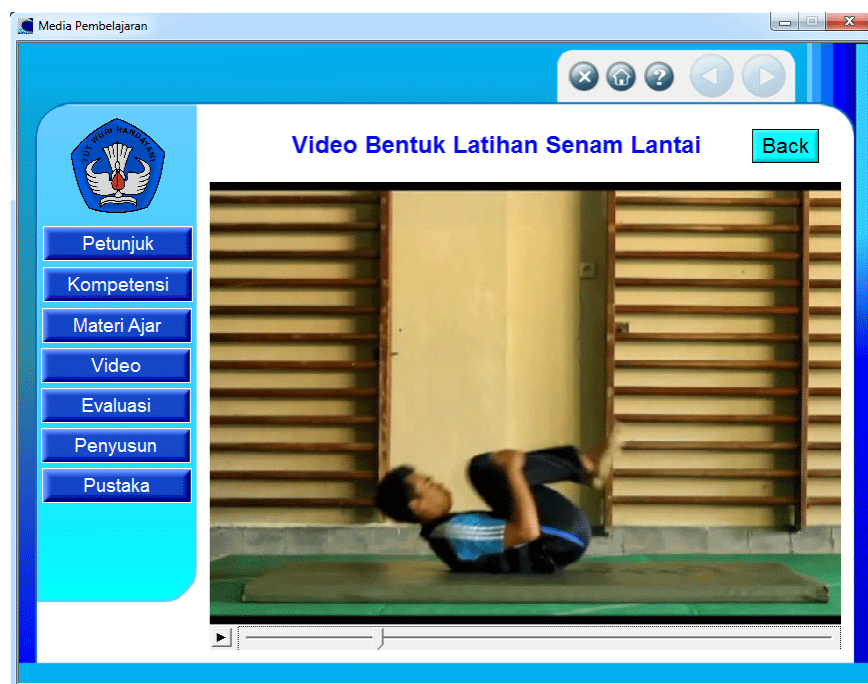 Media Pembelajaran
TUT WURI HANDAYANI
Video Bentuk Latihan Senam Lantai
Back
Petunjuk
Kompetensi
Materi Ajar
Video
Evaluasi
Penyusun
Pustaka